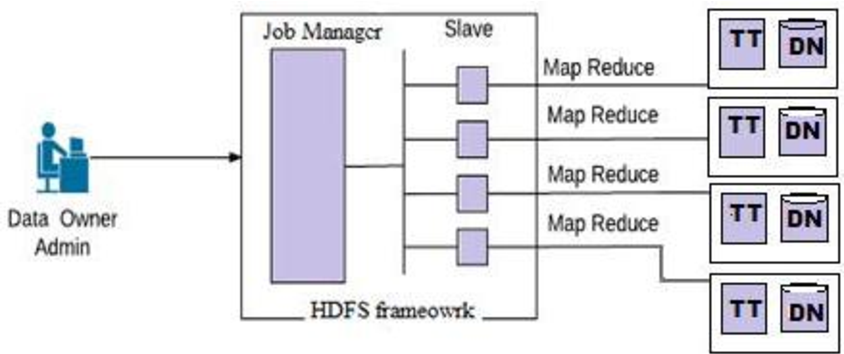 Job Manager
Slave
Map Reduce
Map Reduce
Map Reduce
Map Reduce
TT DN
TT DN
TT DN
TT DN
Data Owner
Admin
HDFS frameowrk